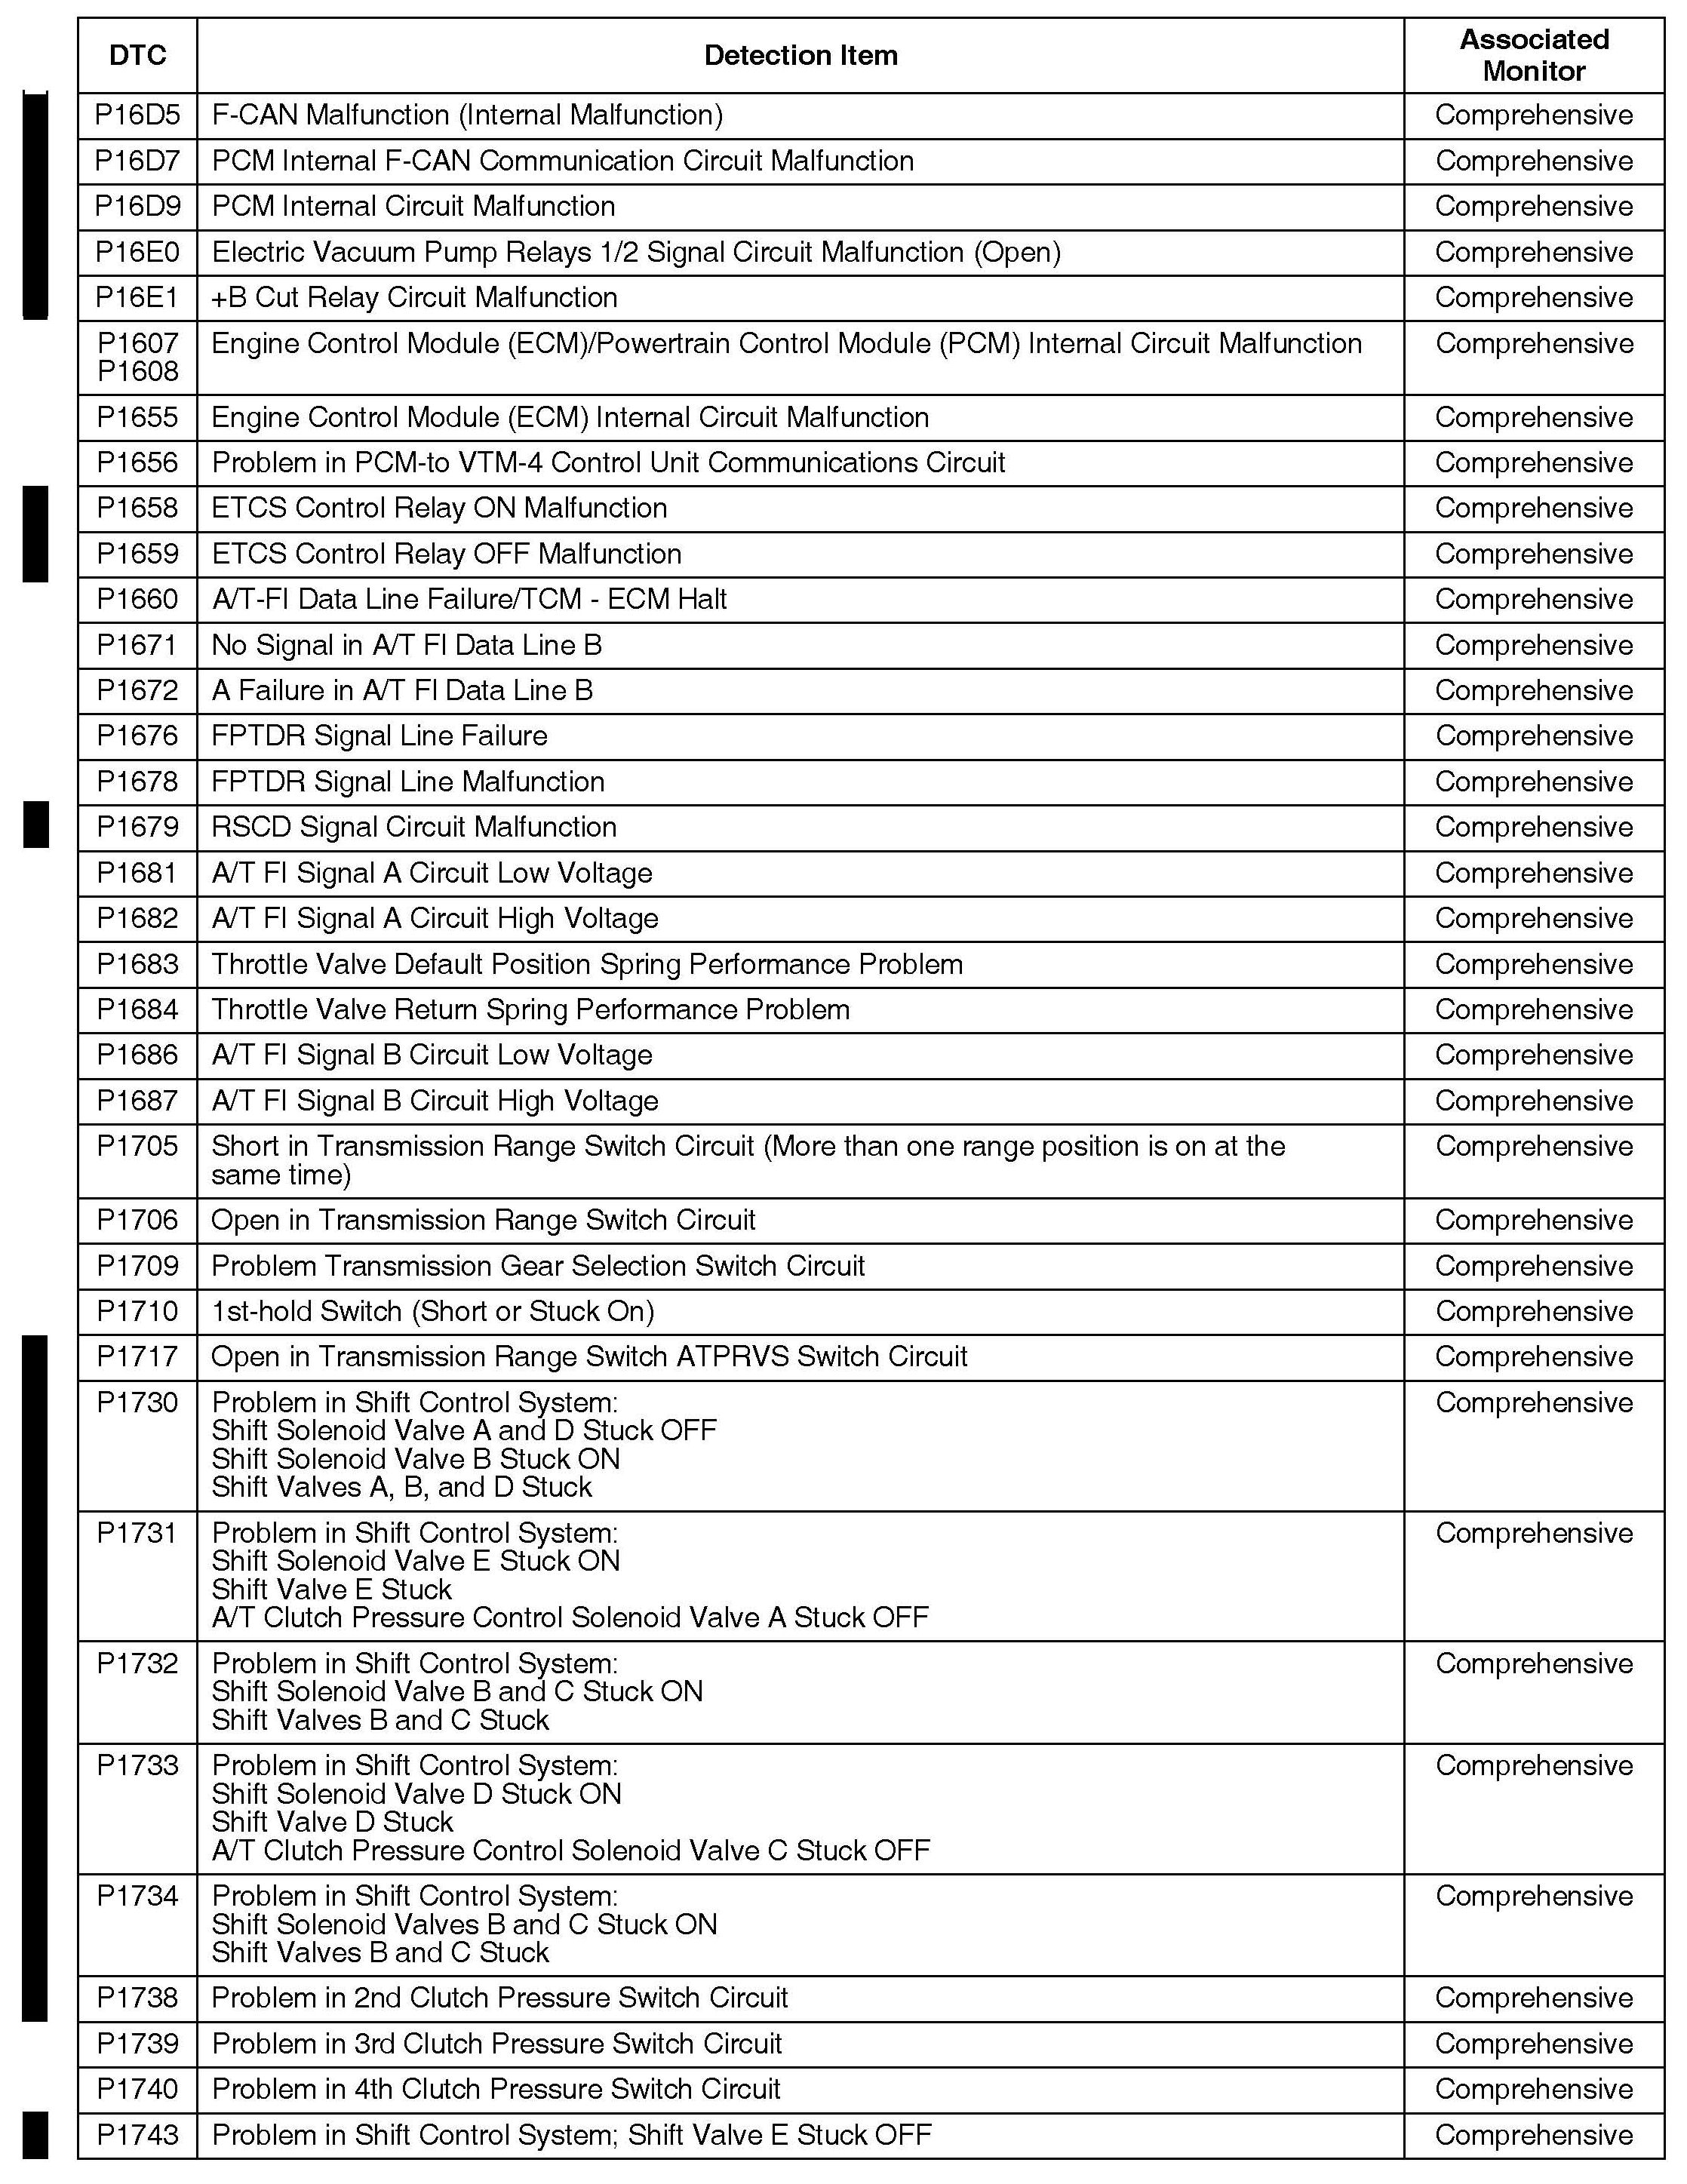 DTC Detection Item Associated
Monitor
P16D5 F-CAN Malfunction (Internal Malfunction) Comprehensive
P16D7 PCM Internal F-CAN Communication Circuit Malfunction Comprehensive
P16D9 PCM Internal Circuit Malfunction Comprehensive
P16E0 Electric Vacuum Pump Relays 1/2 Signal Circuit Malfunction (Open) Comprehensive
P16E1 +B Cut Relay Circuit Malfunction Comprehensive
P1607 Engine Control Module (ECM)/Powertrain Control Module (PCM) Internal Circuit Malfunction Comprehensive
P1608
P1655 Engine Control Module (ECM) Internal Circuit Malfunction Comprehensive
P1656 Problem in PCM-to VTM-4 Control Unit Communications Circuit Comprehensive
P1658 ETCS Control Relay ON Malfunction Comprehensive
P1659 ETCS Control Relay OFF Malfunction Comprehensive
P1660 A/T-FI Data Line Failure/TCM - ECM Halt Comprehensive
P1671 No Signal in A/T FI Data Line B Comprehensive
P1672 A Failure in A/T FI Data Line B Comprehensive
P1676 FPTDR Signal Line Failure Comprehensive
P1678 FPTDR Signal Line Malfunction Comprehensive
P1679 RSCD Signal Circuit Malfunction Comprehensive
P1681 A/T FI Signal A Circuit Low Voltage Comprehensive
P1682 A/T FI Signal A Circuit High Voltage Comprehensive
P1683 Throttle Valve Default Position Spring Performance Problem Comprehensive
P1684 Throttle Valve Return Spring Performance Problem Comprehensive
P1686 A/T FI Signal B Circuit Low Voltage Comprehensive
P1687 A/T FI Signal B Circuit High Voltage Comprehensive
P1705 Short in Transmission Range Switch Circuit (More than one range position is on at the Comprehensive
same time)
P1706 Open in Transmission Range Switch Circuit Comprehensive
P1709 Problem Transmission Gear Selection Switch Circuit Comprehensive
P1710 1st-hold Switch (Short or Stuck On) Comprehensive
P1717 Open in Transmission Range Switch ATPRVS Switch Circuit Comprehensive
P1730 Problem in Shift Control System: Comprehensive
Shift Solenoid Valve A and D Stuck OFF
Shift Solenoid Valve B Stuck ON
Shift Valves A, B, and D Stuck
P1731 Problem in Shift Control System: Comprehensive
Shift Solenoid Valve E Stuck ON
Shift Valve E Stuck
A/T Clutch Pressure Control Solenoid Valve A Stuck OFF
P1732 Problem in Shift Control System: Comprehensive
Shift Solenoid Valve B and C Stuck ON
Shift Valves B and C Stuck
P1733 Problem in Shift Control System: Comprehensive
Shift Solenoid Valve D Stuck ON
Shift Valve D Stuck
A/T Clutch Pressure Control Solenoid Valve C Stuck OFF
P1734 Problem in Shift Control System: Comprehensive
Shift Solenoid Valves B and C Stuck ON
Shift Valves B and C Stuck
P1738 Problem in 2nd Clutch Pressure Switch Circuit Comprehensive
P1739 Problem in 3rd Clutch Pressure Switch Circuit Comprehensive
P1740 Problem in 4th Clutch Pressure Switch Circuit Comprehensive
P1743 Problem in Shift Control System; Shift Valve E Stuck OFF Comprehensive